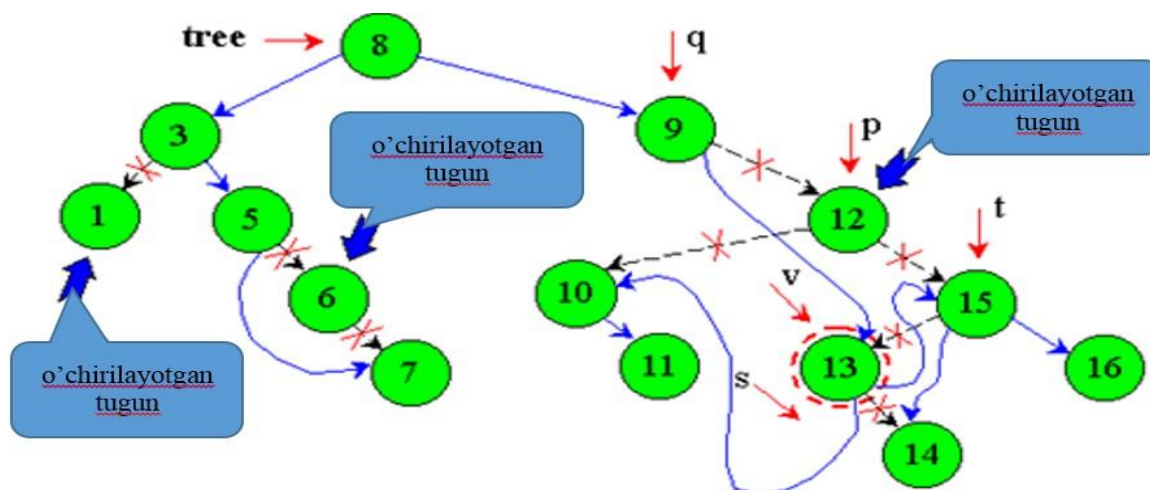 tree
8
q
o’chirilayotgan
tugun
3
o’chirilayotgan
tugun
9
p
1
5
12
t
6
10
v
15
o’chirilayotgan
tugun
7
11
s
13
16
14